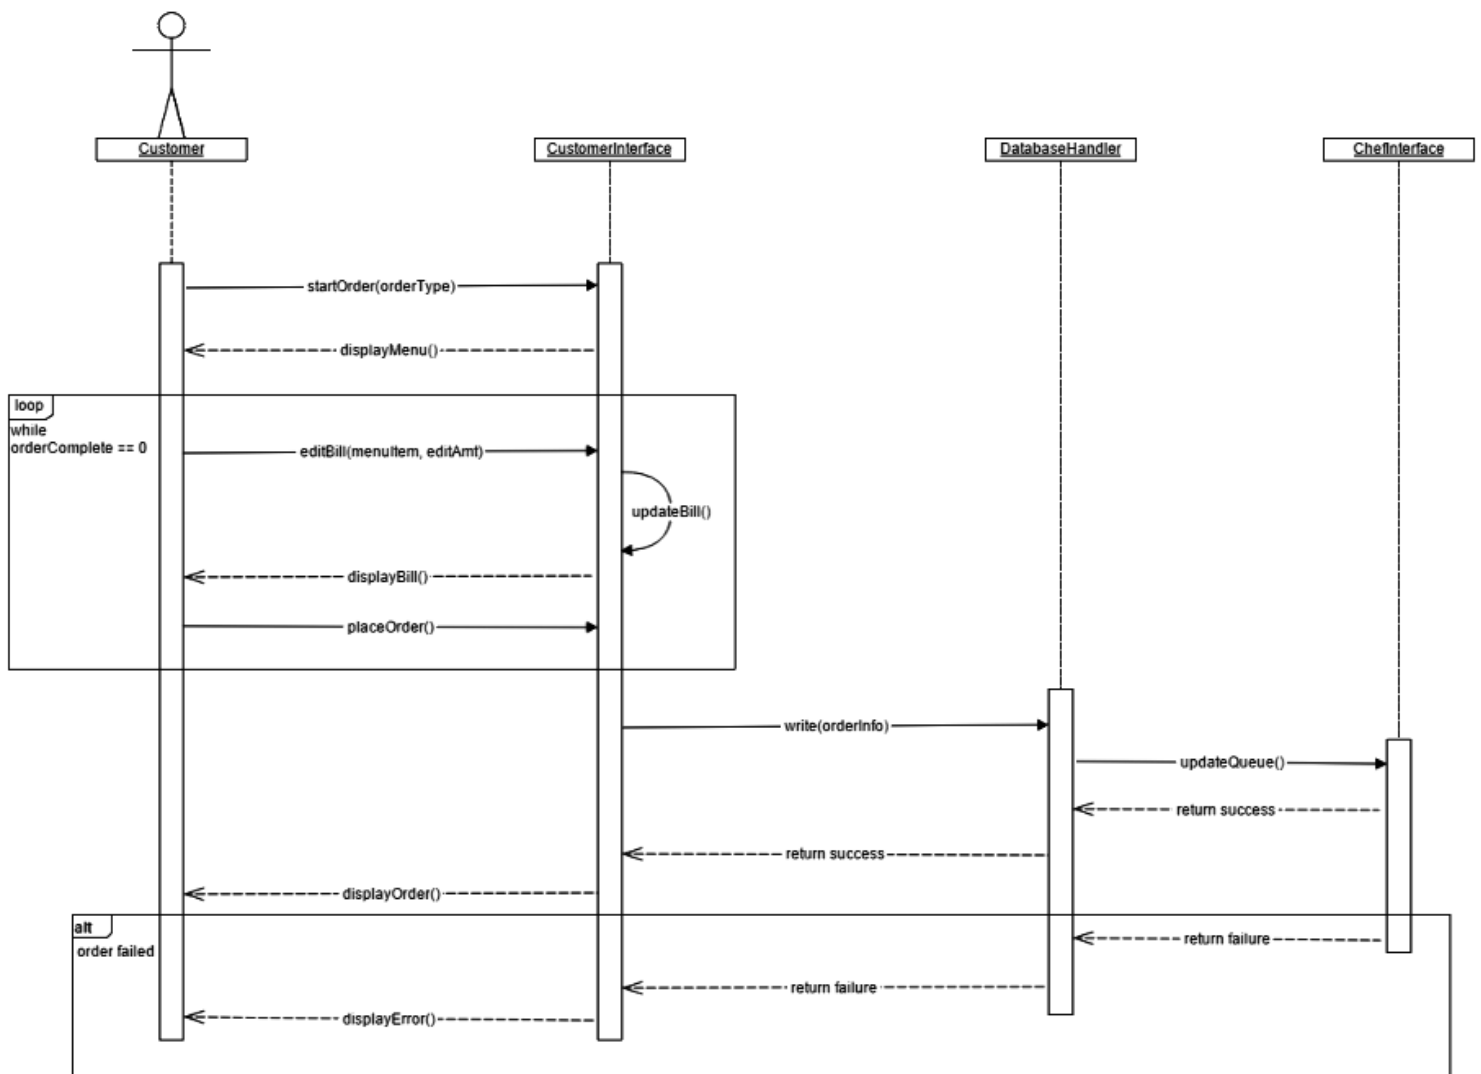 Customer
CustomerInterface
DatabaseHandler
ChefInterface
startOrder(orderType)
displayMenu()
loop
while
orderComplete == 0
editBill(menuItem, editAmt)
updateBill()
displayBill()
placeOrder()
write(orderInfo)
updateQueue()
return success
return success
displayOrder()
alt
order failed
return failure
return failure
displayError()